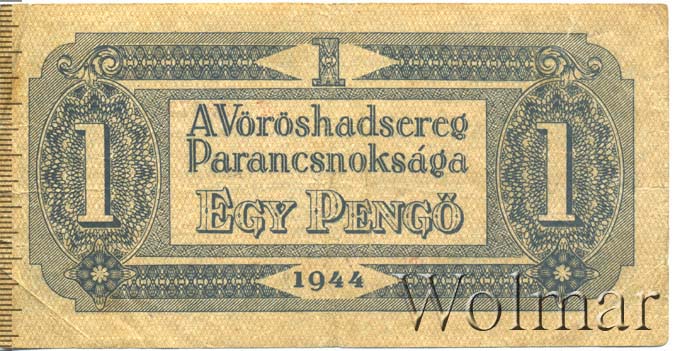 1
A Vöröshadsereg
Parancsnoksága
1 EGY PENGŐ 1
1944
Wolmar